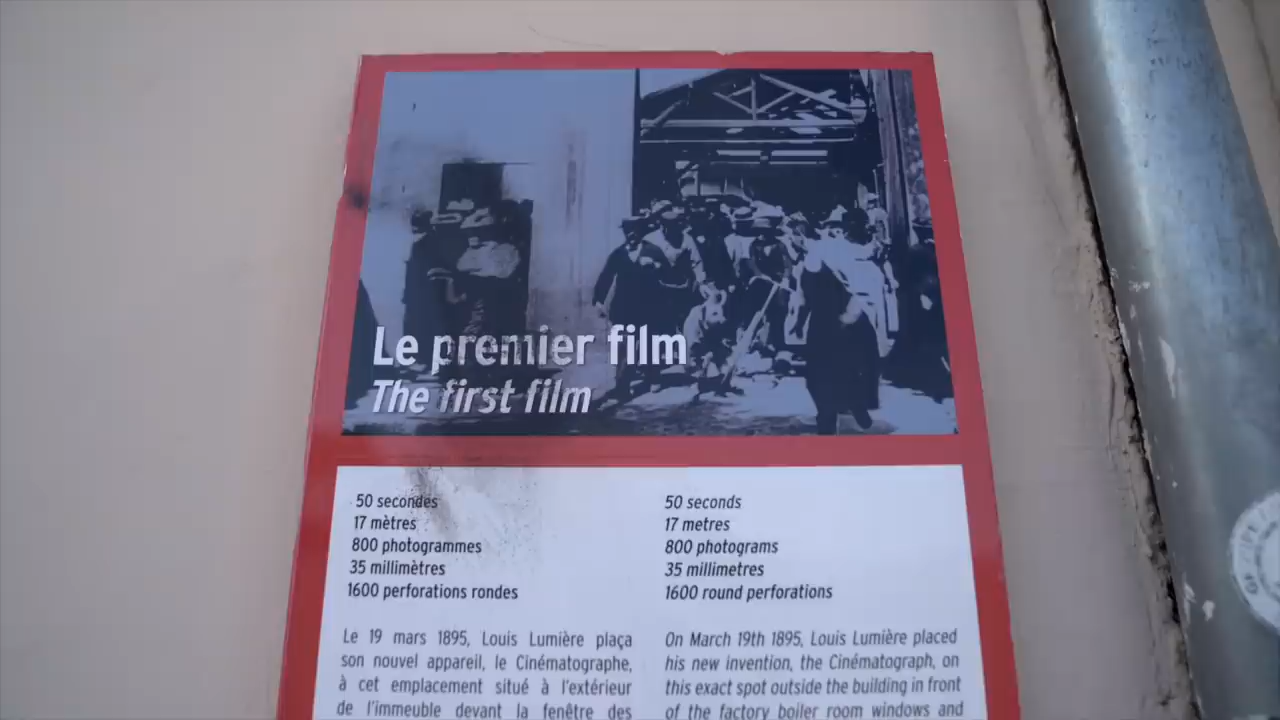 Le premier film
The first film
50 secondes
17 mètres
800 photogrammes
35 millimètres
1600 perforations rondes
Le 19 mars 1895, Louis Lumière plaça
son nouvel appareil, le Cinématographe,
à cet emplacement situé à l'extérieur
de l'immeuble devant la fenêtre des
50 seconds
17 metres
800 photograms
35 millimetres
1600 round perforations
On March 19th 1895, Louis Lumière placed
his new invention, the Cinématograph, on
this exact spot outside the building in front
of the factory boiler room windows and